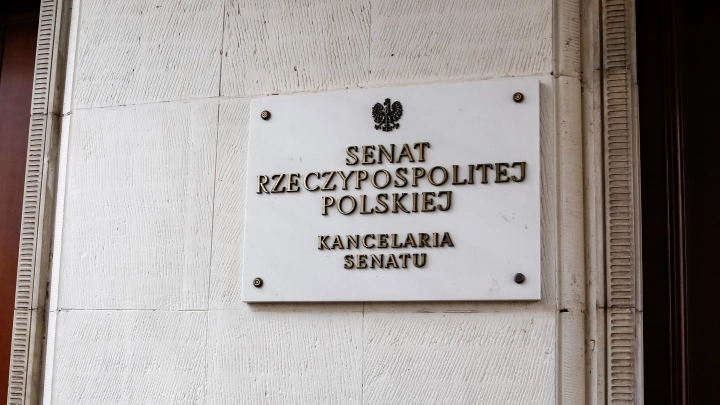 SENAT
RZECZYPOSPOLITEJ
POLSKIEJ
KANCELARIA
SENATU